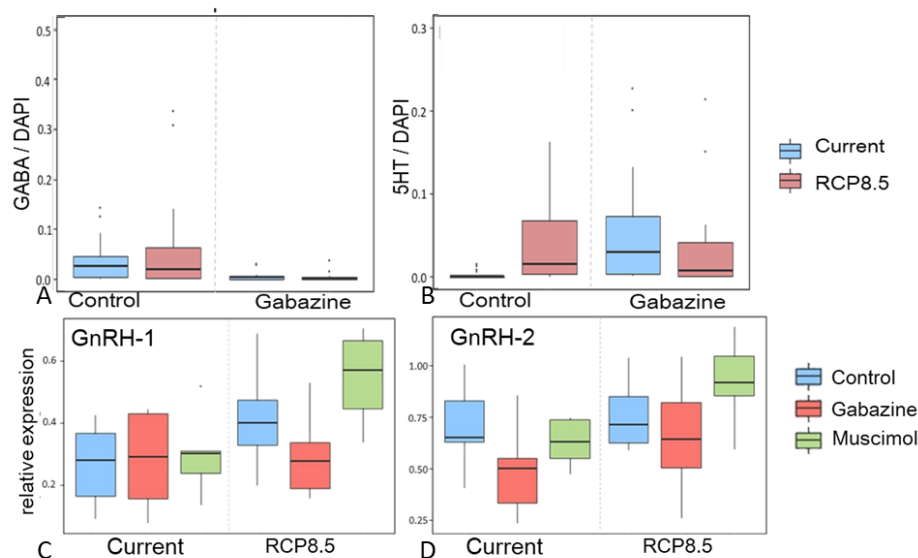 GABA / DAPI
0.5
0.4
0.3
0.2
0.1
0.0
A
Control
Gabazine
5HT / DAPI
0.3
0.2
0.1
0.0
B
Control
Gabazine
Current
RCP8.5
GnRH-1
relative expression
0.6
0.4
0.2
C
Current
RCP8.5
GnRH-2
1.00
0.75
0.50
0.25
D
Current
RCP8.5
Control
Gabazine
Muscimol